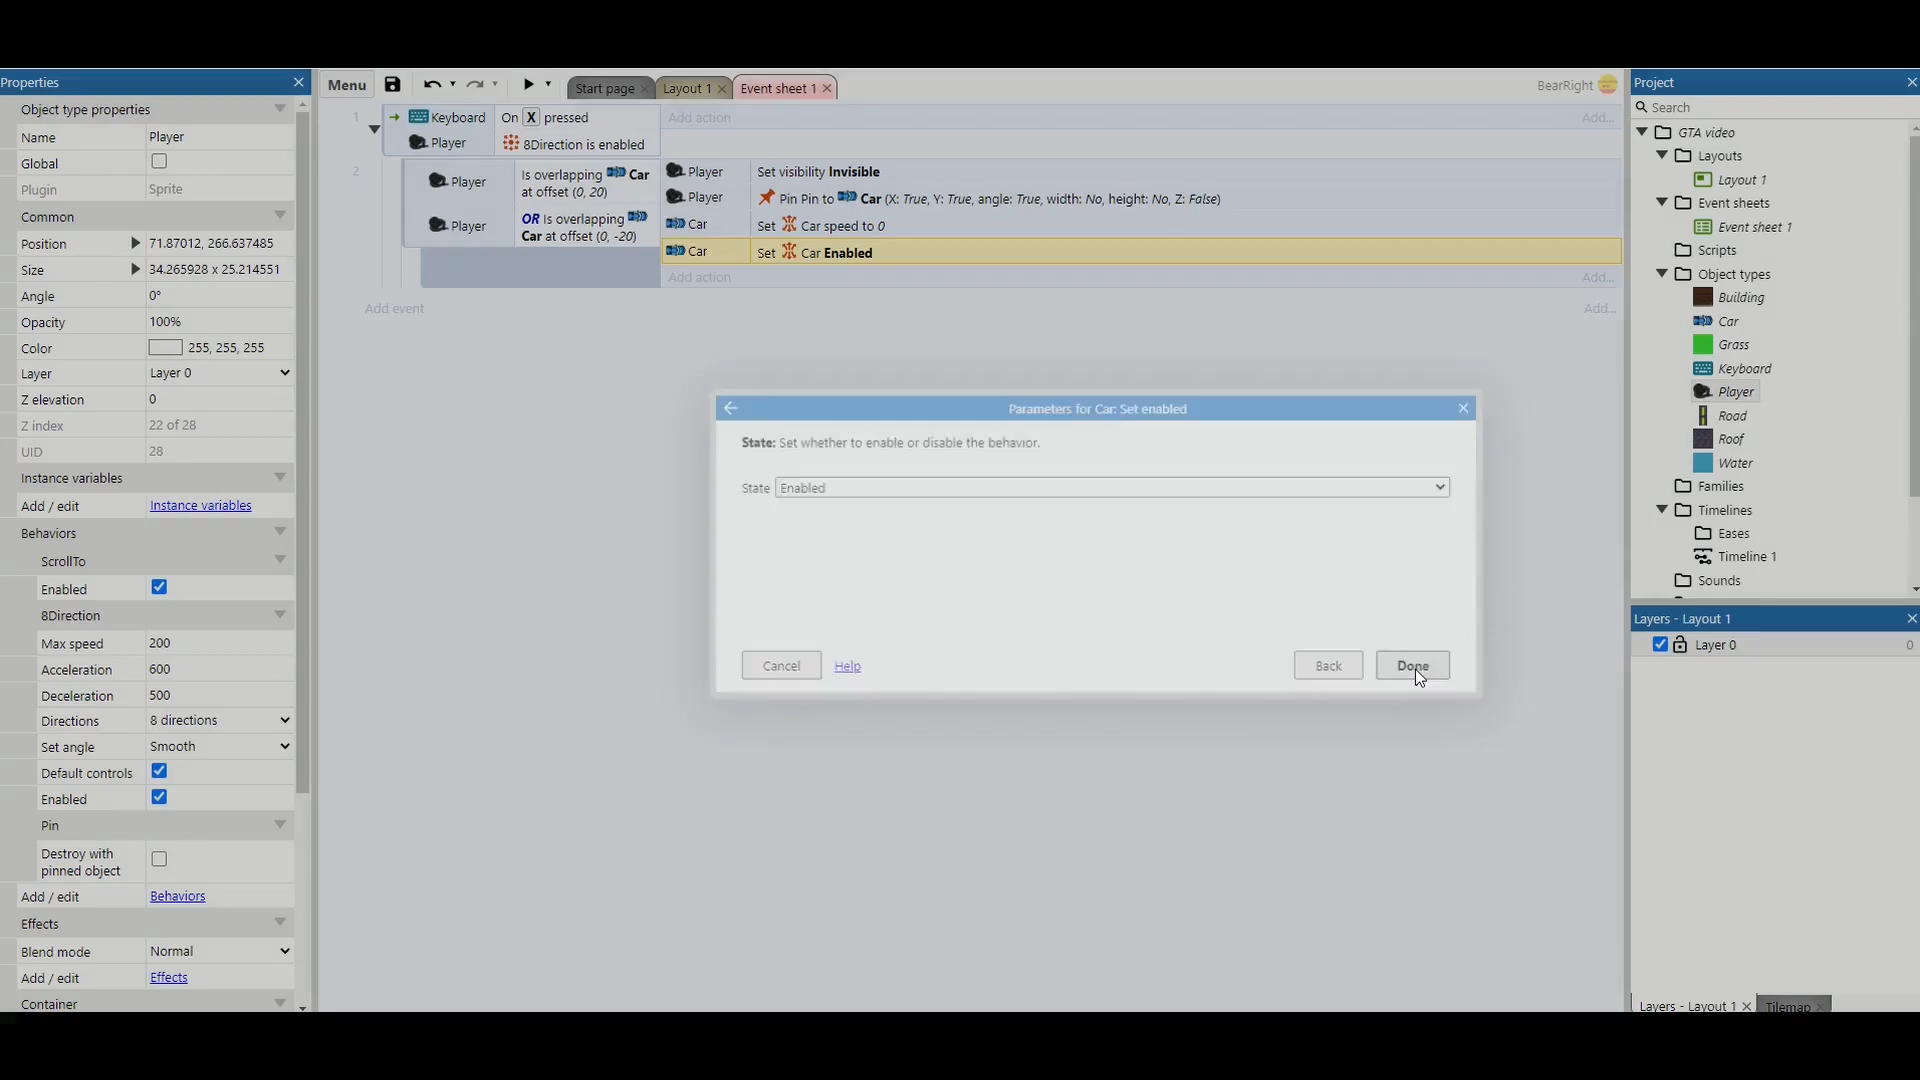 Properties
Object type properties
Name Player
Global
Plugin Sprite
Common
Position 71.87012, 266.637485
Size 34.265928 x 25.214551
Angle 0°
Opacity 100%
Color 255, 255, 255
Layer Layer 0
Z elevation 0
Z index 22 of 28
UID 28
Instance variables
Add / edit Instance variables
Behaviors
ScrollTo
Enabled
8Direction
Max speed 200
Acceleration 600
Deceleration 500
Directions 8 directions
Set angle Smooth
Default controls
Enabled
Pin
Destroy with
pinned object
Add / edit Behaviors
Effects
Blend mode Normal
Add / edit Effects
Container
Menu
Start page
Layout 1
Event sheet 1
BearRight
1
Keyboard On X pressed
Add action Add...
Player 8Direction is enabled
2
Player Is overlapping Car
at offset (0, 20)
Player OR Is overlapping
Car at offset (0, -20)
Player Set visibility Invisible
Player Pin Pin to Car (X: True, Y: True, angle: True, width: No, height: No, Z: False)
Car Set Car speed to 0
Car Set Car Enabled
Add action Add...
Add event Add...
Parameters for Car: Set enabled
State: Set whether to enable or disable the behavior.
State Enabled
Cancel Help Back Done
Project
Search
GTA video
Layouts
Layout 1
Event sheets
Event sheet 1
Scripts
Object types
Building
Car
Grass
Keyboard
Player
Road
Roof
Water
Families
Timelines
Eases
Timeline 1
Sounds
Layers - Layout 1
Layer 0 0
Layers - Layout 1 Tilemap